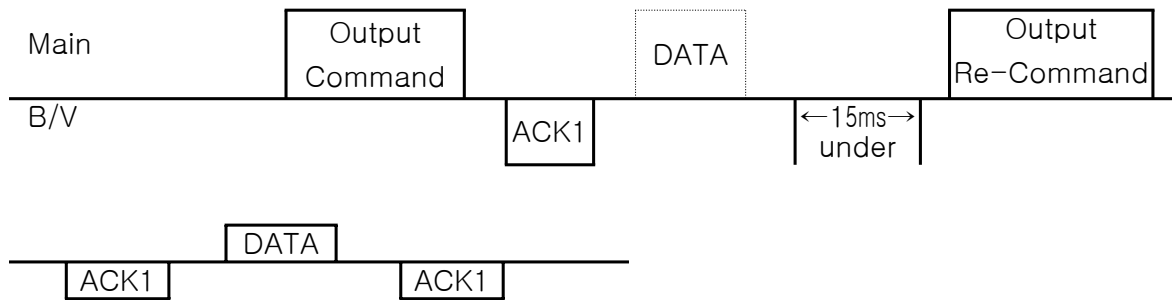 Main
Output
Command
DATA
Output
Re-Command
B/V
ACK1
←15ms→
under
DATA
ACK1
ACK1